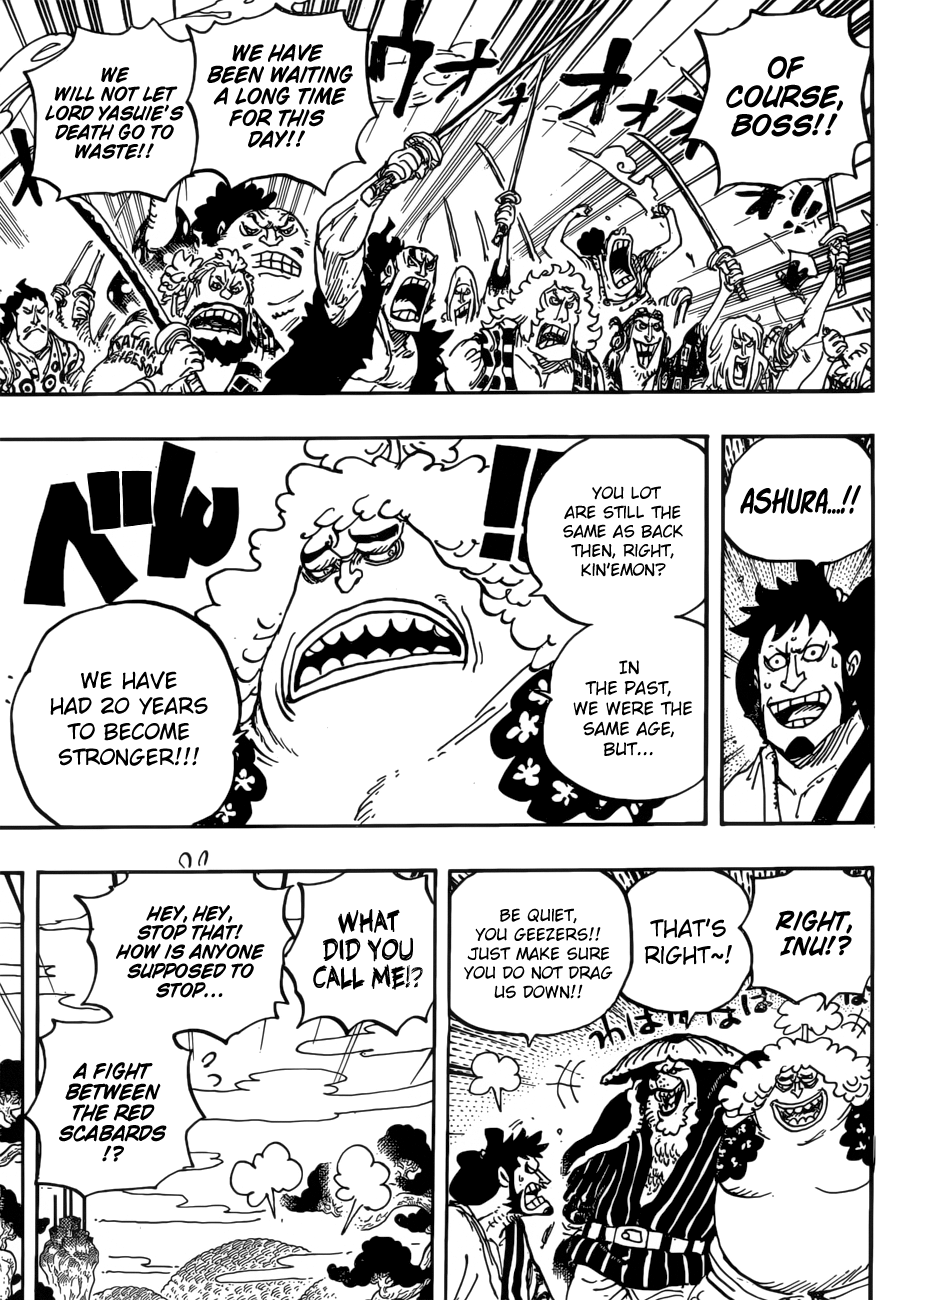 OF
COURSE,
BOSS!!
WE HAVE
BEEN WAITING
A LONG TIME
FOR THIS
DAY!!
WE
WILL NOT LET
LORD YASUIE'S
DEATH GO TO
WASTE!!
ウオオオオ!!
KATANA
ASHURA...!!
YOU LOT
ARE STILL THE
SAME AS BACK
THEN, RIGHT,
KIN'EMON?
IN
THE PAST,
WE WERE THE
SAME AGE,
BUT...
!!
べべん
WE HAVE
HAD 20 YEARS
TO BECOME
STRONGER!!!
RIGHT,
INU!?
THAT'S
RIGHT~!
BE QUIET,
YOU GEEZERS!!
JUST MAKE SURE
YOU DO NOT DRAG
US DOWN!!
わははははは
WHAT
DID YOU
CALL ME!?
HEY, HEY,
STOP THAT!
HOW IS ANYONE
SUPPOSED TO
STOP...
A FIGHT
BETWEEN
THE RED
SCABARDS
!?